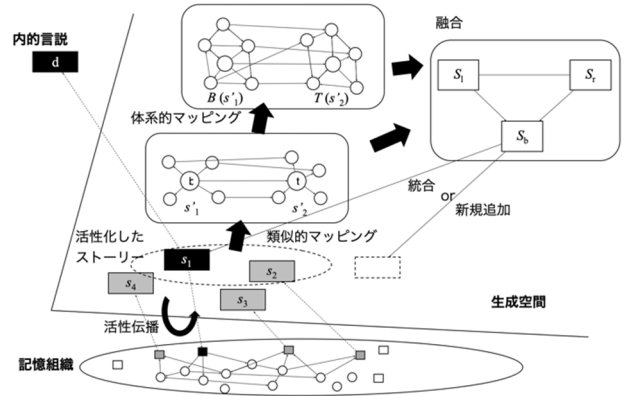 融合
内的言説
d
S_l
S_r
B (s'₁)
T (s'₂)
体系的マッピング
S_b
t
t
統合
s'₁
s'₂
or
新規追加
活性化した
ストーリー
類似的マッピング
s₁
s₂
s₄
s₃
生成空間
活性伝播
記憶組織